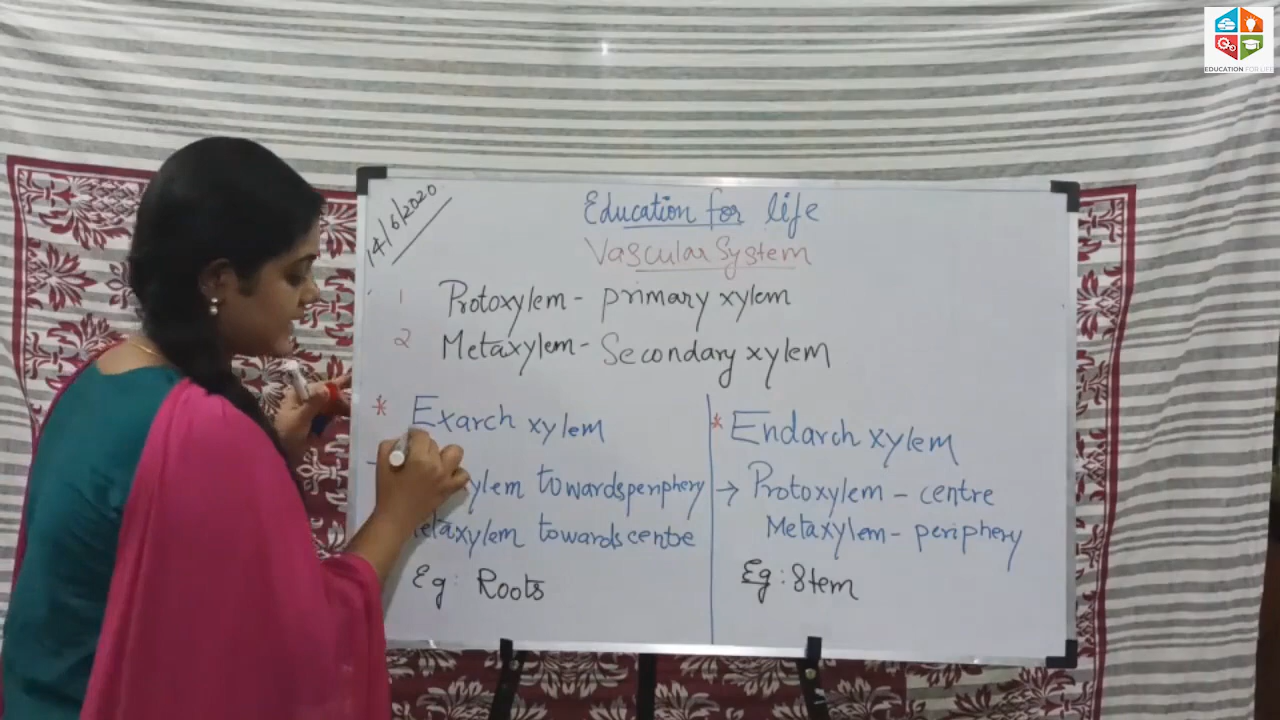 EDUCATION FOR LIFE
14/6/2020
Education for life
Vascular System
1 Protoxylem - primary xylem
2 Metaxylem - Secondary xylem
* Exarch xylem
xylem towards periphery
Metaxylem towards centre
Eg : Roots
* Endarch xylem
→ Protoxylem - centre
Metaxylem - periphery
Eg : Stem